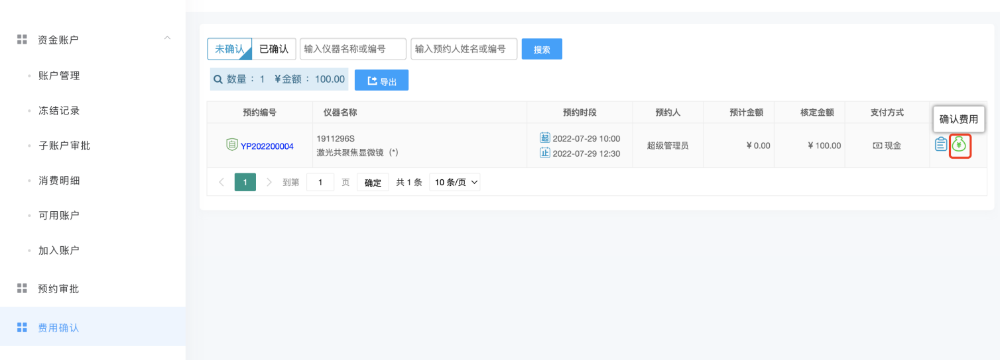 资金账户
账户管理
冻结记录
子账户审批
消费明细
可用账户
加入账户
预约审批
费用确认
未确认 已确认 输入仪器名称或编号 输入预约人姓名或编号 搜索
数量 : 1 ¥金额 : 100.00 导出
预约编号 仪器名称 预约时段 预约人 预计金额 核定金额 支付方式
确认费用
自 YP202200004
1911296S
激光共聚焦显微镜 (*)
起 2022-07-29 10:00
止 2022-07-29 12:30
超级管理员 ¥ 0.00 ¥ 100.00 现金
¥
1 到第 1 页 确定 共 1 条 10 条/页